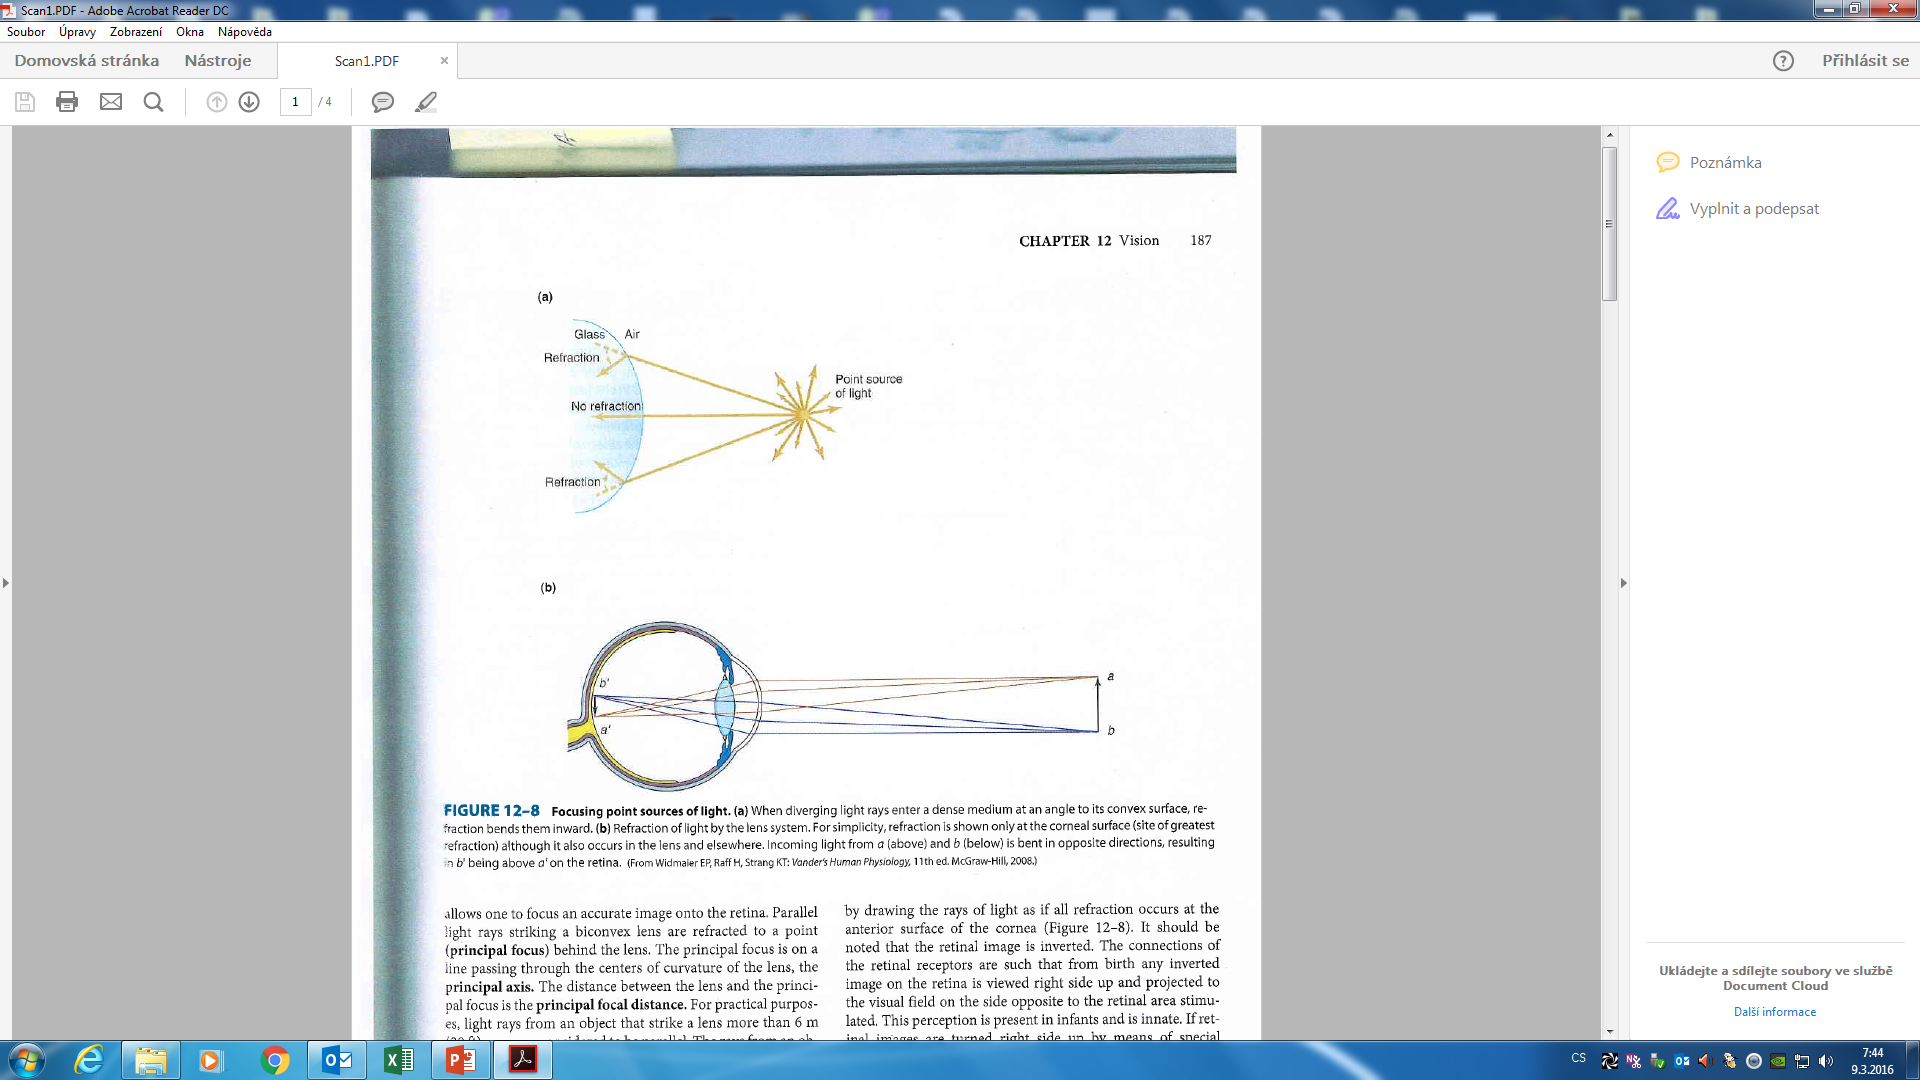 Scan1.PDF - Adobe Acrobat Reader DC
Soubor Úpravy Zobrazení Okna Nápověda
Domovská stránka Nástroje Scan1.PDF × ? Přihlásit se
1 / 4
Poznámka
Vyplnit a podepsat
CHAPTER 12 Vision 187
(a)
Glass Air
Refraction
Point source
of light
No refraction
Refraction
(b)
b'
a
a'
b
FIGURE 12–8 Focusing point sources of light. (a) When diverging light rays enter a dense medium at an angle to its convex surface, re-
fraction bends them inward. (b) Refraction of light by the lens system. For simplicity, refraction is shown only at the corneal surface (site of greatest
refraction) although it also occurs in the lens and elsewhere. Incoming light from a (above) and b (below) is bent in opposite directions, resulting
in b' being above a' on the retina. (From Widmaier EP, Raff H, Strang KT: Vander's Human Physiology, 11th ed. McGraw-Hill, 2008.)
allows one to focus an accurate image onto the retina. Parallel
light rays striking a biconvex lens are refracted to a point
(principal focus) behind the lens. The principal focus is on a
line passing through the centers of curvature of the lens, the
principal axis. The distance between the lens and the princi-
pal focus is the principal focal distance. For practical purpos-
es, light rays from an object that strike a lens more than 6 m
by drawing the rays of light as if all refraction occurs at the
anterior surface of the cornea (Figure 12–8). It should be
noted that the retinal image is inverted. The connections of
the retinal receptors are such that from birth any inverted
image on the retina is viewed right side up and projected to
the visual field on the side opposite to the retinal area stimu-
lated. This perception is present in infants and is innate. If ret-
inal images are turned right side up by means of special
Ukládejte a sdílejte soubory ve službě
Document Cloud
Další informace
CS
7:44
9.3.2016